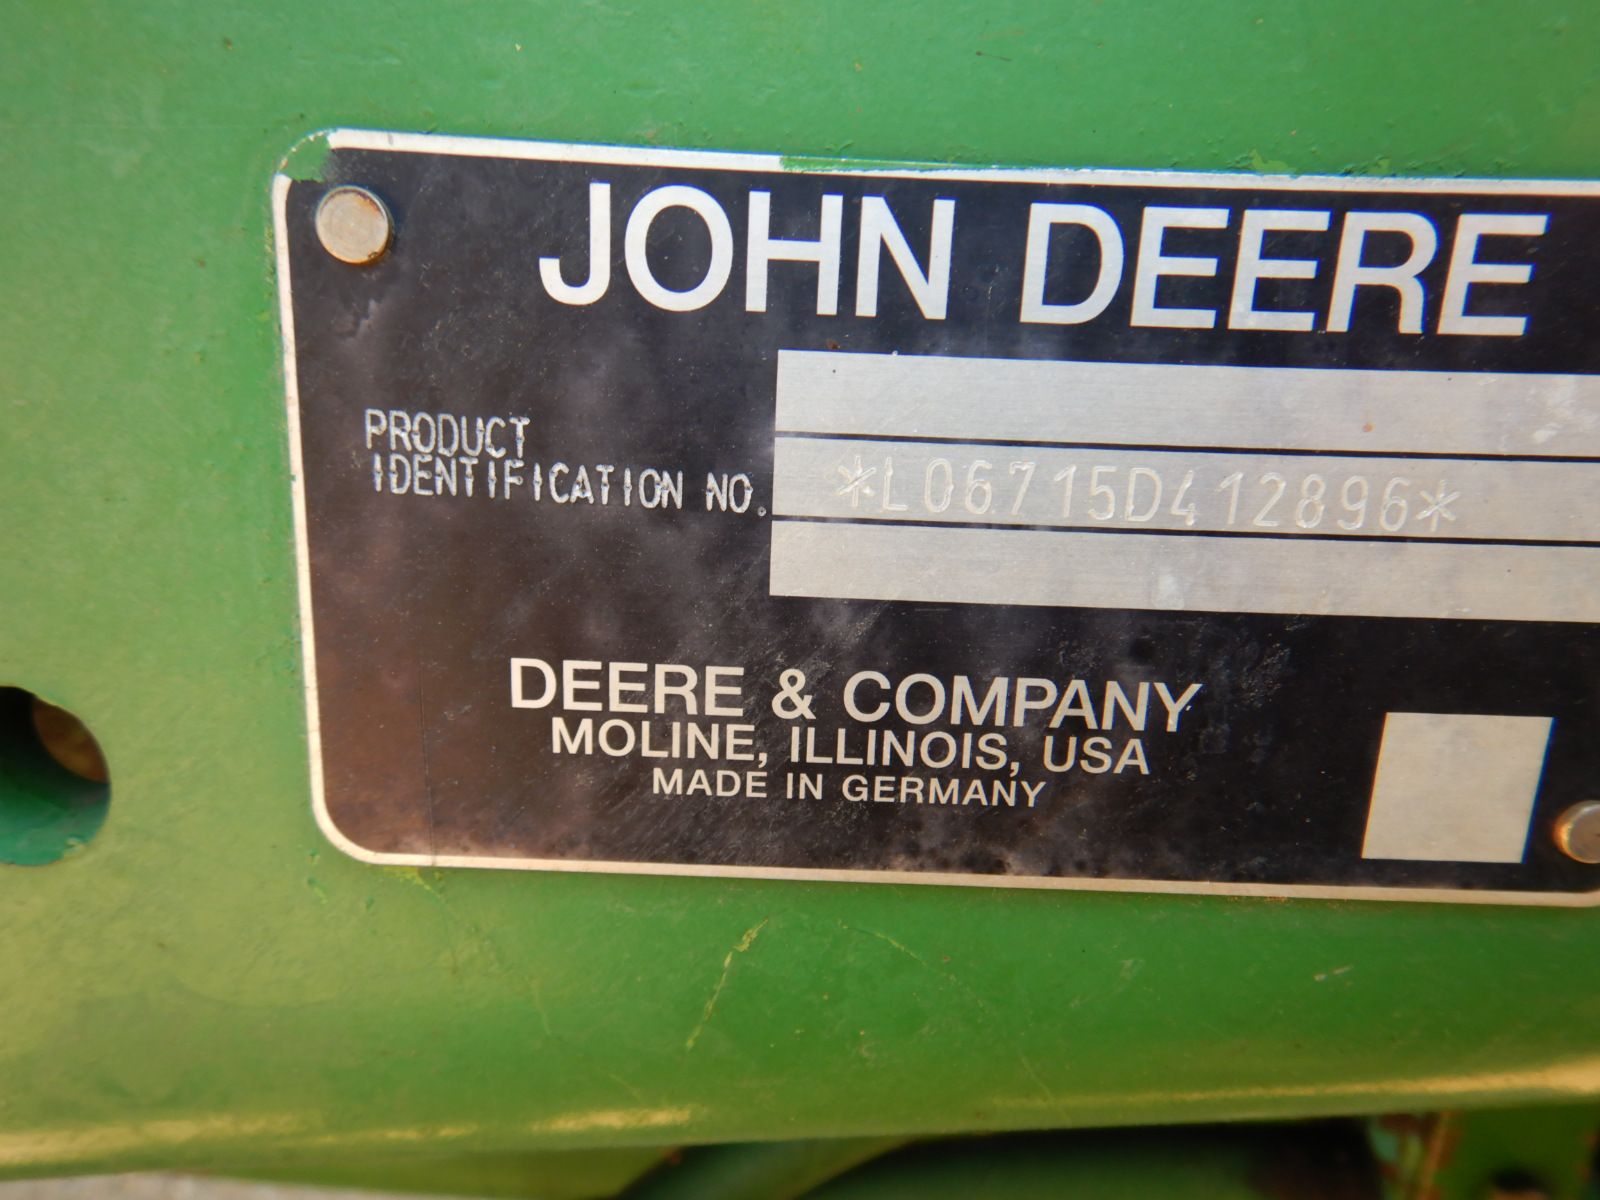 JOHN DEERE
PRODUCT
IDENTIFICATION NO.
*L06715D412896*
DEERE & COMPANY
MOLINE, ILLINOIS, USA
MADE IN GERMANY